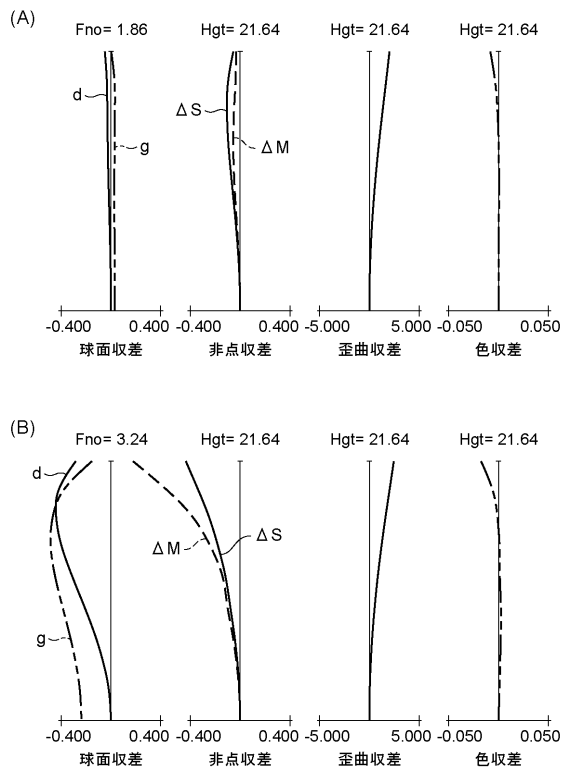 (A)
Fno= 1.86 Hgt= 21.64 Hgt= 21.64 Hgt= 21.64
d
ΔS
g
ΔM
-0.400 0.400 -0.400 0.400 -5.000 5.000 -0.050 0.050
球面収差 非点収差 歪曲収差 色収差
(B)
Fno= 3.24 Hgt= 21.64 Hgt= 21.64 Hgt= 21.64
d
ΔM ΔS
g
-0.400 0.400 -0.400 0.400 -5.000 5.000 -0.050 0.050
球面収差 非点収差 歪曲収差 色収差